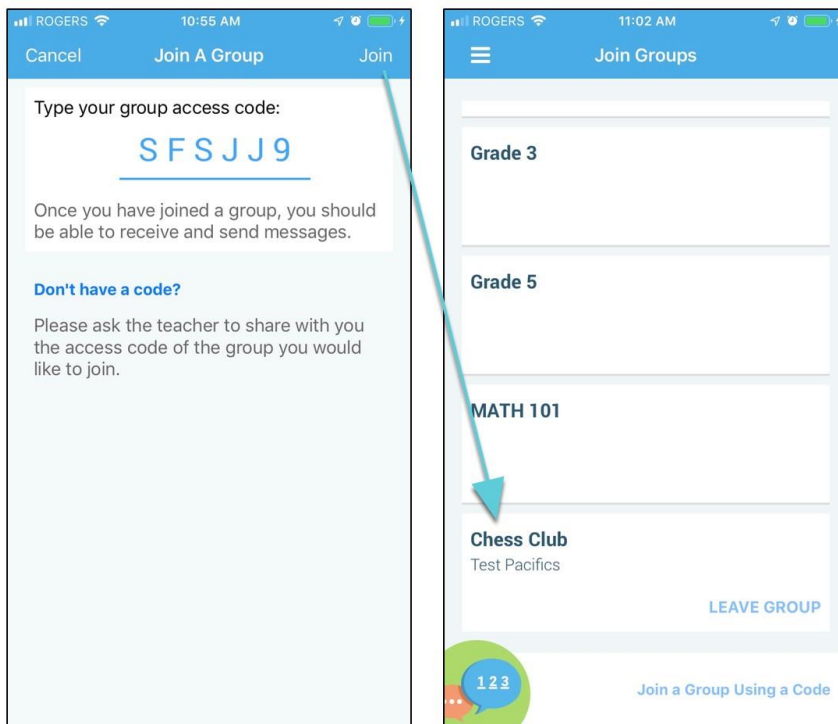 ROGERS 10:55 AM
Cancel Join A Group Join
Type your group access code:
SFSJJ9
Once you have joined a group, you should
be able to receive and send messages.
Don't have a code?
Please ask the teacher to share with you
the access code of the group you would
like to join.
ROGERS 11:02 AM
Join Groups
Grade 3
Grade 5
MATH 101
Chess Club
Test Pacifics
LEAVE GROUP
123
Join a Group Using a Code